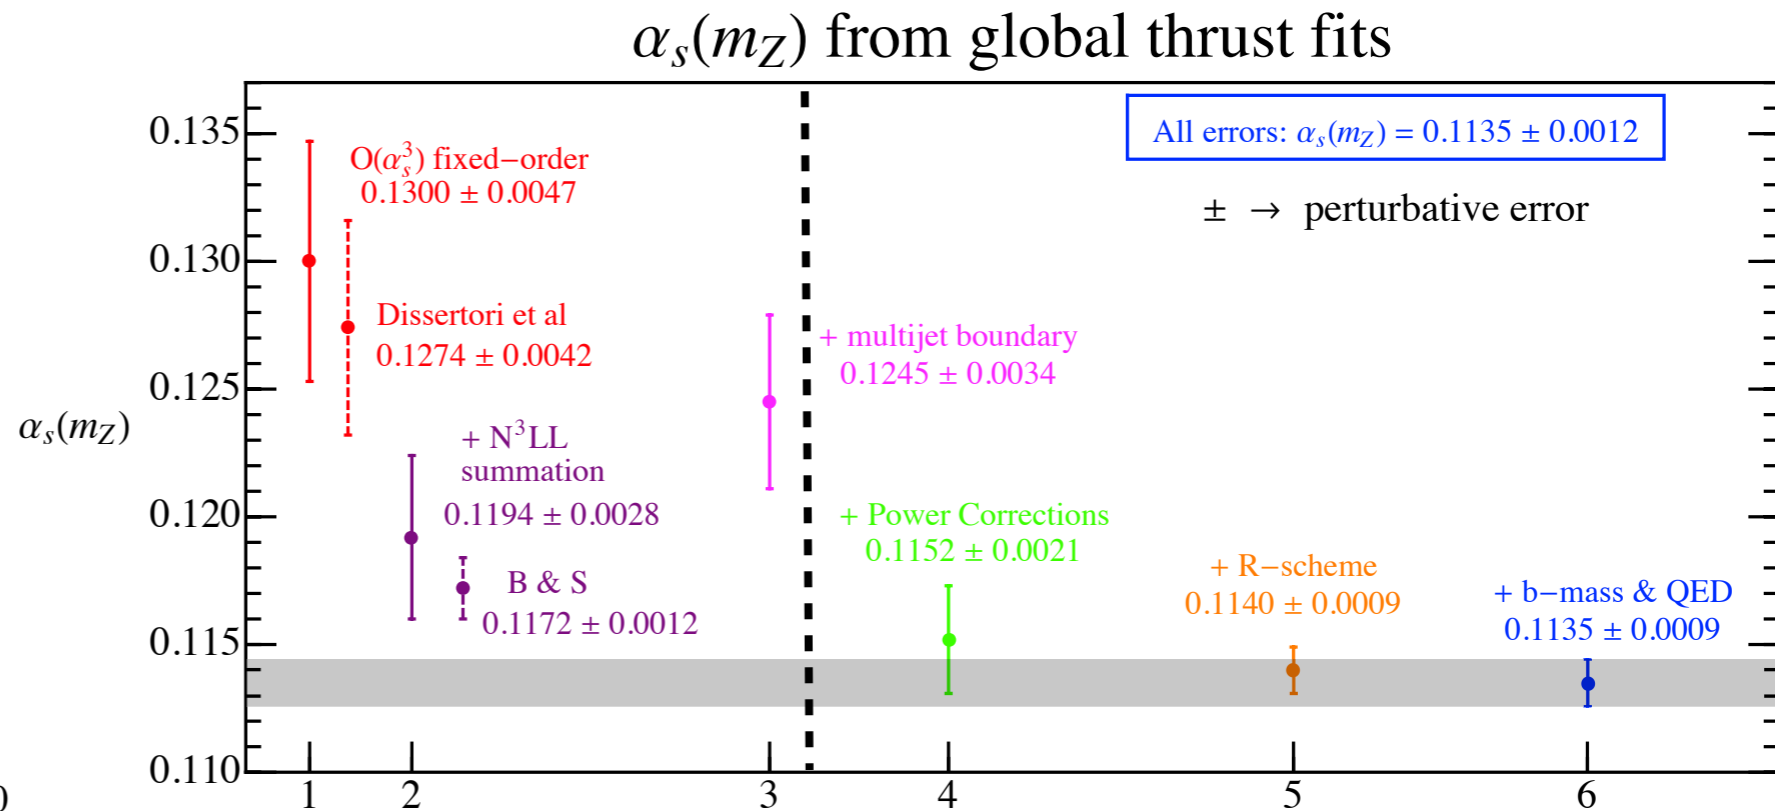 αₛ(m_Z) from global thrust fits
All errors: αₛ(m_Z) = 0.1135 ± 0.0012
± → perturbative error
O(αₛ³) fixed−order
0.1300 ± 0.0047
Dissertori et al
0.1274 ± 0.0042
+ multijet boundary
0.1245 ± 0.0034
+ N³LL
summation
0.1194 ± 0.0028
B & S
0.1172 ± 0.0012
+ Power Corrections
0.1152 ± 0.0021
+ R−scheme
0.1140 ± 0.0009
+ b−mass & QED
0.1135 ± 0.0009
αₛ(m_Z)
0.135
0.130
0.125
0.120
0.115
0.110
1 2 3 4 5 6